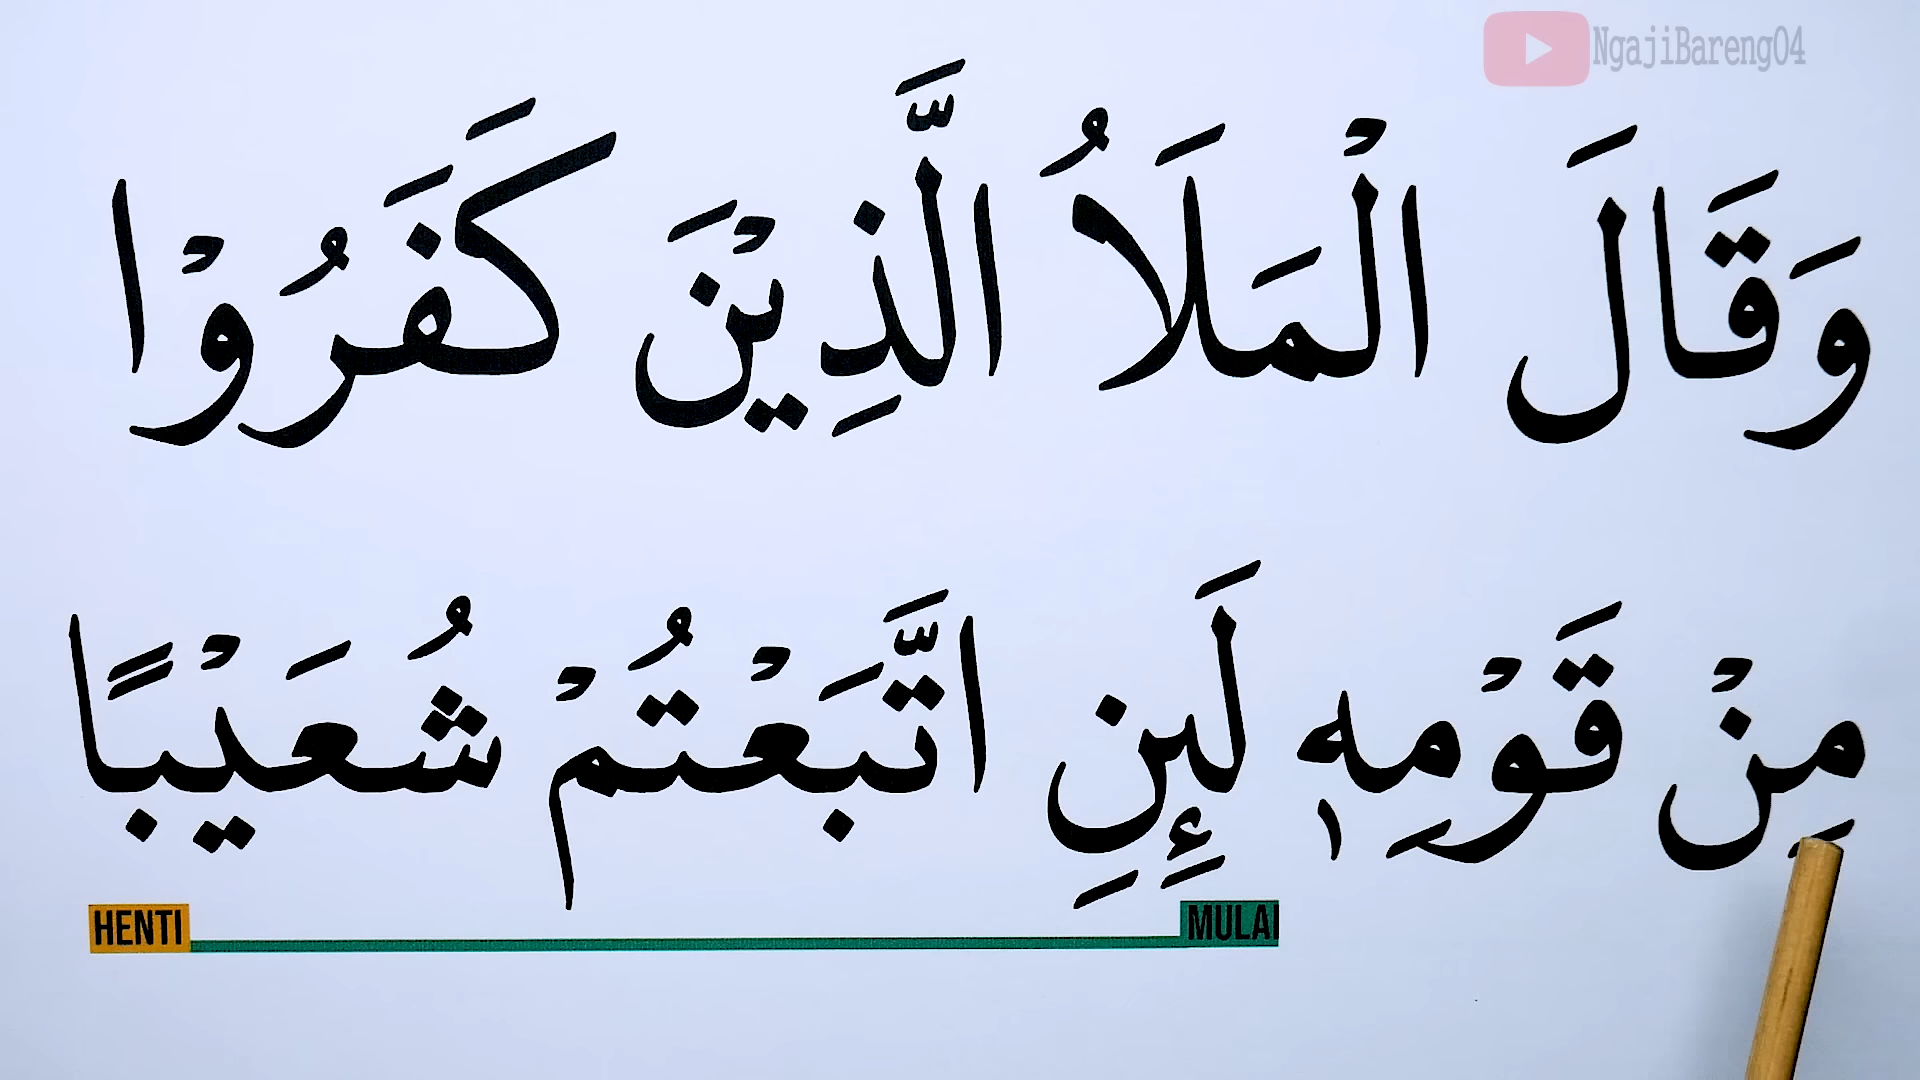 NgajiBareng04
وَقَالَ الْمَلَاُ الَّذِيْنَ كَفَرُوْا
مِنْ قَوْمِهٖ لَىِٕنِ اتَّبَعْتُمْ شُعَيْبًا
HENTI MULAI